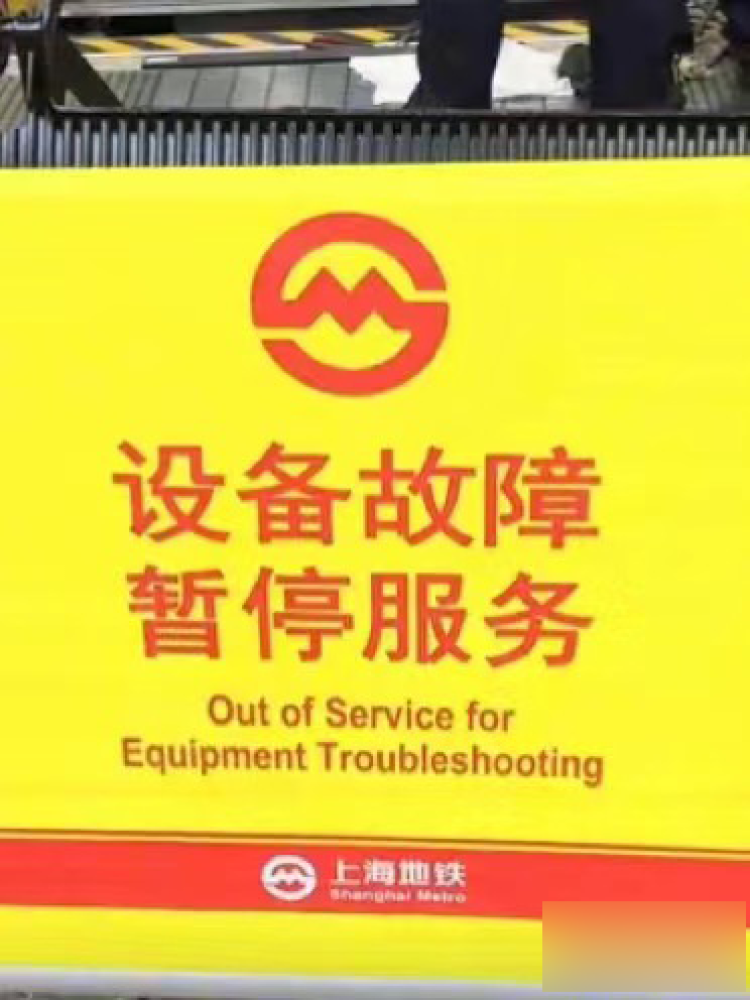 设备故障
暂停服务
Out of Service for
Equipment Troubleshooting
上海地铁
Shanghai Metro